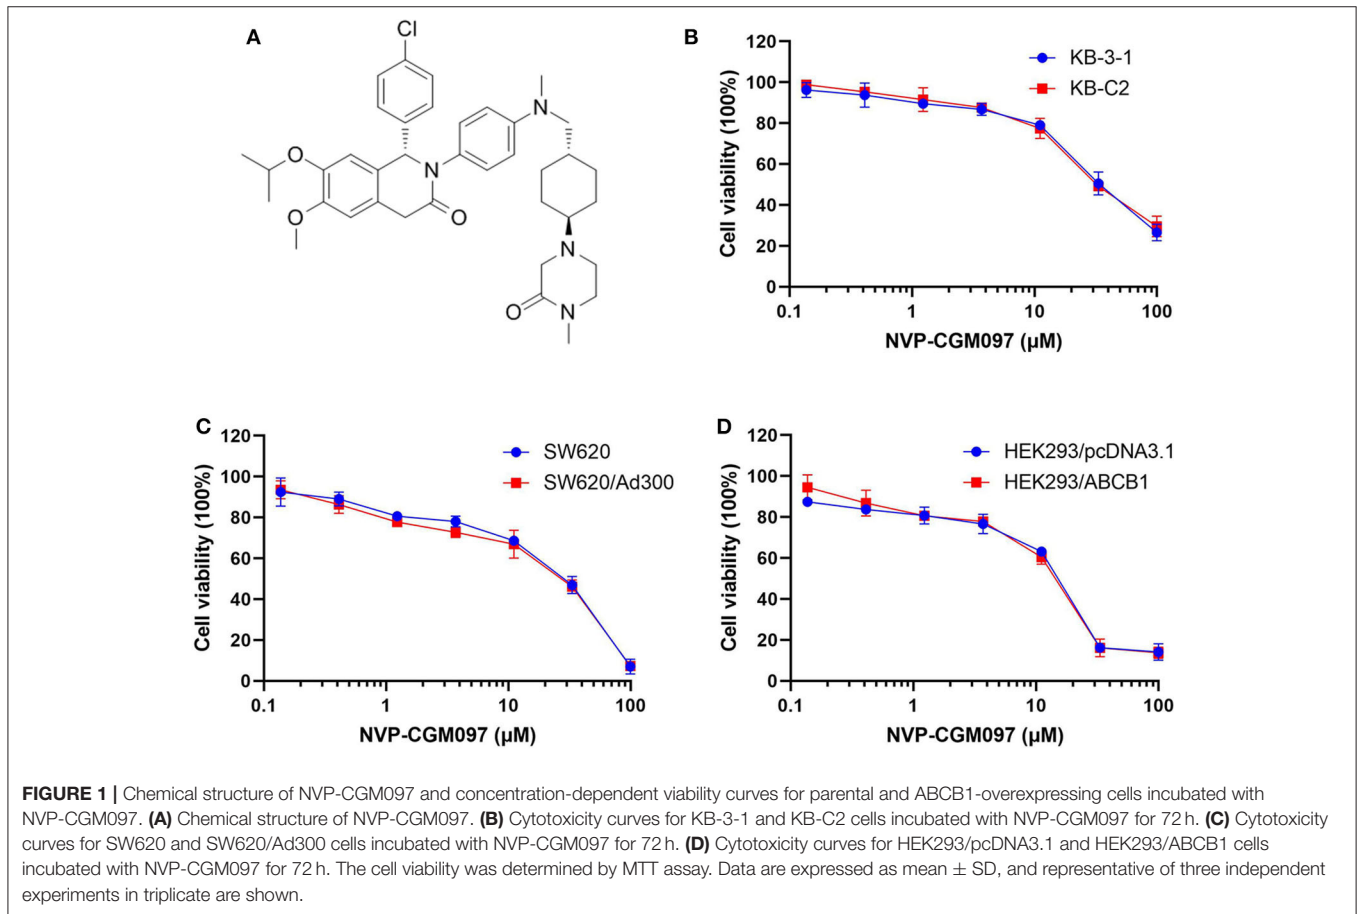 A
Cl
N
O
N
O
O
N
O
N
B
120
100
80
60
40
20
0
Cell viability (100%)
KB-3-1
KB-C2
0.1
1
10
100
NVP-CGM097 (µM)
C
120
100
80
60
40
20
0
Cell viability (100%)
SW620
SW620/Ad300
0.1
1
10
100
NVP-CGM097 (µM)
D
120
100
80
60
40
20
0
Cell viability (100%)
HEK293/pcDNA3.1
HEK293/ABCB1
0.1
1
10
100
NVP-CGM097 (µM)
FIGURE 1 | Chemical structure of NVP-CGM097 and concentration-dependent viability curves for parental and ABCB1-overexpressing cells incubated with
NVP-CGM097. (A) Chemical structure of NVP-CGM097. (B) Cytotoxicity curves for KB-3-1 and KB-C2 cells incubated with NVP-CGM097 for 72 h. (C) Cytotoxicity
curves for SW620 and SW620/Ad300 cells incubated with NVP-CGM097 for 72 h. (D) Cytotoxicity curves for HEK293/pcDNA3.1 and HEK293/ABCB1 cells
incubated with NVP-CGM097 for 72 h. The cell viability was determined by MTT assay. Data are expressed as mean ± SD, and representative of three independent
experiments in triplicate are shown.